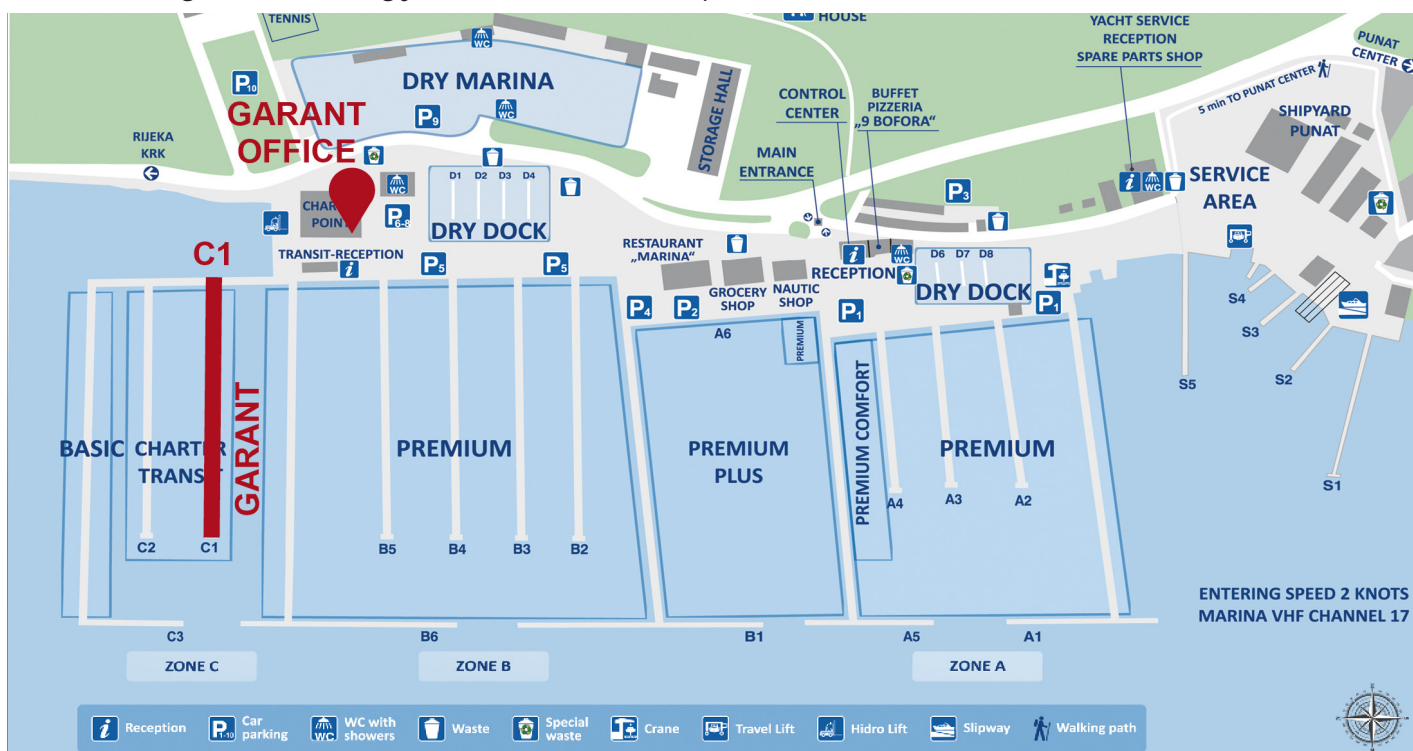 TENNIS
HOUSE
YACHT SERVICE
RECEPTION
SPARE PARTS SHOP
PUNAT
CENTER
WC
P10
DRY MARINA
STORAGE HALL
CONTROL
CENTER
BUFFET
PIZZERIA
„9 BOFORA“
5 min TO PUNAT CENTER
SHIPYARD
PUNAT
GARANT
OFFICE
P9
WC
RIJEKA
KRK
MAIN
ENTRANCE
D1
D2
D3
D4
WC
P6-8
POINT
DRY DOCK
P3
i
WC
SERVICE
AREA
C1
TRANSIT-RECEPTION
i
P5
P5
RESTAURANT
„MARINA“
GROCERY
SHOP
NAUTIC
SHOP
i
WC
RECEPTION
D6
D7
D8
DRY DOCK
P4
P2
P1
P1
A6
PREMIUM
S4
S3
S2
S5
S1
BASIC
CHARTER
TRANSIT
GARANT
PREMIUM
PREMIUM
PLUS
PREMIUM COMFORT
PREMIUM
A4
A3
A2
C2
C1
B5
B4
B3
B2
ENTERING SPEED 2 KNOTS
MARINA VHF CHANNEL 17
C3
B6
B1
A5
A1
ZONE C
ZONE B
ZONE A
i Reception
P1-10 Car
parking
WC WC with
showers
Waste
Special
waste
Crane
Travel Lift
Hidro Lift
Slipway
Walking path